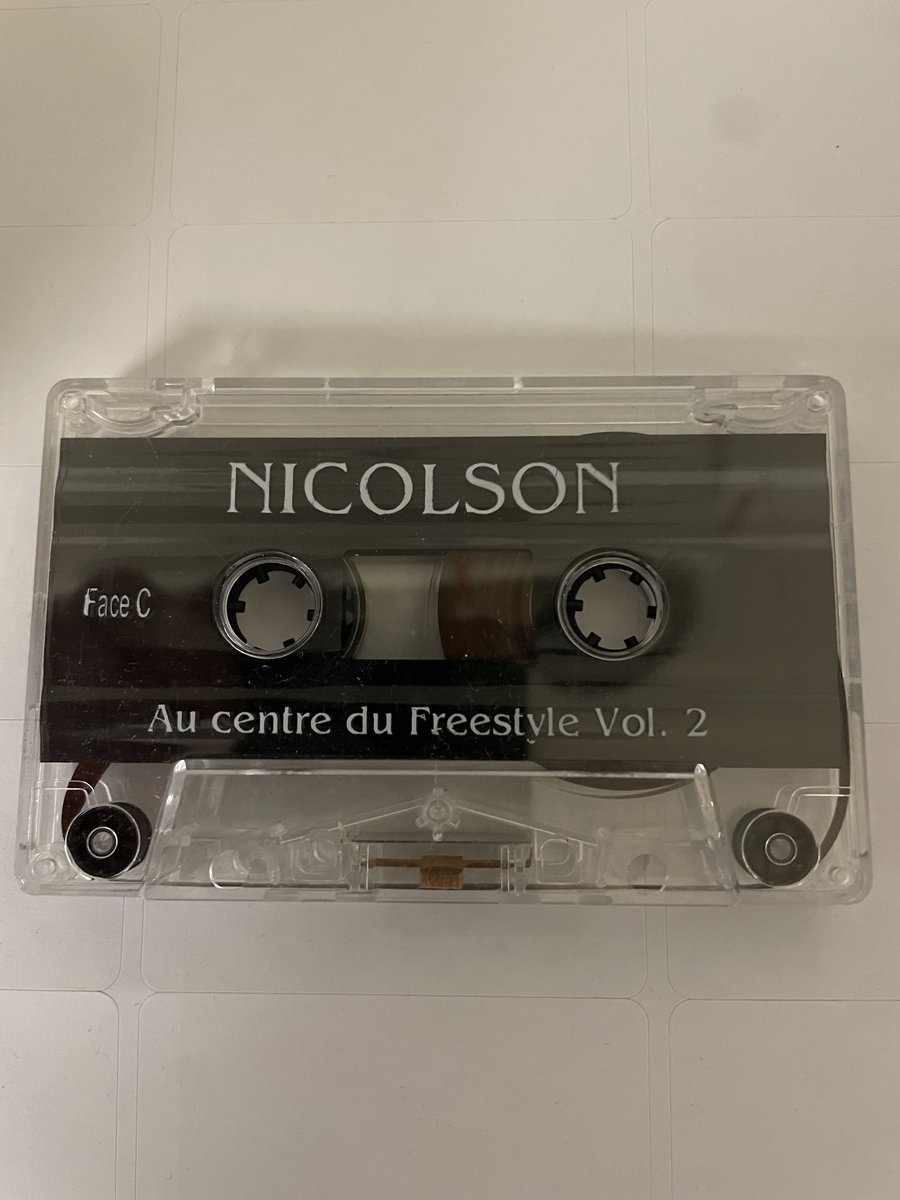 NICOLSON
Face C
Au centre du Freestyle Vol. 2